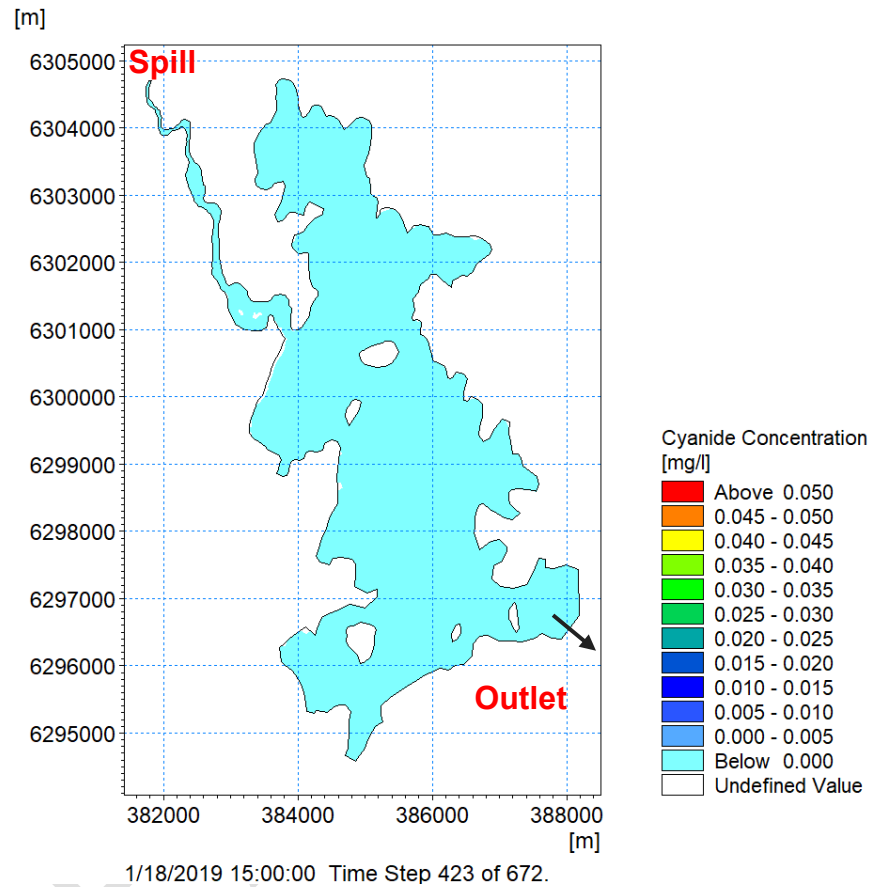 [m]
6305000
Spill
6304000
6303000
6302000
6301000
6300000
6299000
6298000
6297000
6296000
6295000
Outlet
382000 384000 386000 388000
[m]
1/18/2019 15:00:00 Time Step 423 of 672.
Cyanide Concentration
[mg/l]
Above 0.050
0.045 - 0.050
0.040 - 0.045
0.035 - 0.040
0.030 - 0.035
0.025 - 0.030
0.020 - 0.025
0.015 - 0.020
0.010 - 0.015
0.005 - 0.010
0.000 - 0.005
Below 0.000
Undefined Value